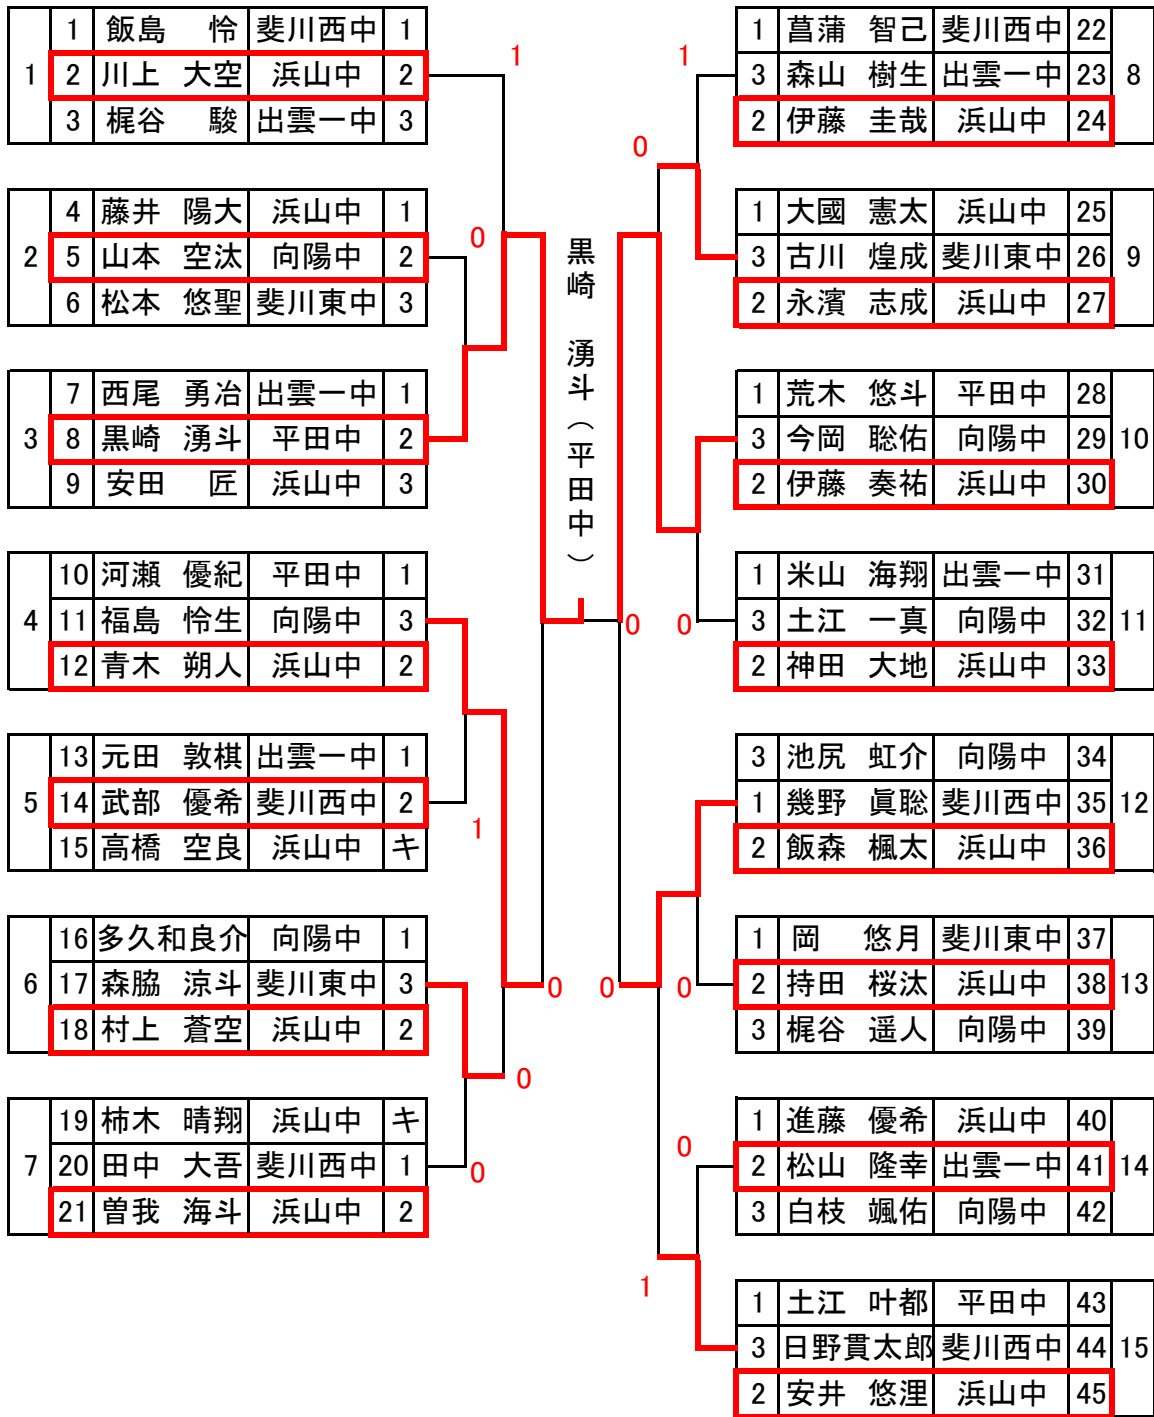 1 1 飯島 怜 斐川西中 1
2 川上 大空 浜山中 2
3 梶谷 駿 出雲一中 3
2 4 藤井 陽大 浜山中 1
5 山本 空汰 向陽中 2
6 松本 悠聖 斐川東中 3
3 7 西尾 勇冶 出雲一中 1
8 黒崎 湧斗 平田中 2
9 安田 匠 浜山中 3
4 10 河瀬 優紀 平田中 1
11 福島 怜生 向陽中 3
12 青木 朔人 浜山中 2
5 13 元田 敦棋 出雲一中 1
14 武部 優希 斐川西中 2
15 高橋 空良 浜山中 キ
6 16 多久和良介 向陽中 1
17 森脇 涼斗 斐川東中 3
18 村上 蒼空 浜山中 2
7 19 柿木 晴翔 浜山中 キ
20 田中 大吾 斐川西中 1
21 曽我 海斗 浜山中 2
1
0
1
0
0
0
黒崎 湧斗(平田中)
0
1
0
0
0
0
0
1
1 菖蒲 智己 斐川西中 22 8
3 森山 樹生 出雲一中 23
2 伊藤 圭哉 浜山中 24
1 大國 憲太 浜山中 25 9
3 古川 煌成 斐川東中 26
2 永濱 志成 浜山中 27
1 荒木 悠斗 平田中 28 10
3 今岡 聡佑 向陽中 29
2 伊藤 奏祐 浜山中 30
1 米山 海翔 出雲一中 31 11
3 土江 一真 向陽中 32
2 神田 大地 浜山中 33
3 池尻 虹介 向陽中 34 12
1 幾野 眞聡 斐川西中 35
2 飯森 楓太 浜山中 36
1 岡 悠月 斐川東中 37 13
2 持田 桜汰 浜山中 38
3 梶谷 遥人 向陽中 39
1 進藤 優希 浜山中 40 14
2 松山 隆幸 出雲一中 41
3 白枝 颯佑 向陽中 42
1 土江 叶都 平田中 43 15
3 日野貫太郎 斐川西中 44
2 安井 悠浬 浜山中 45